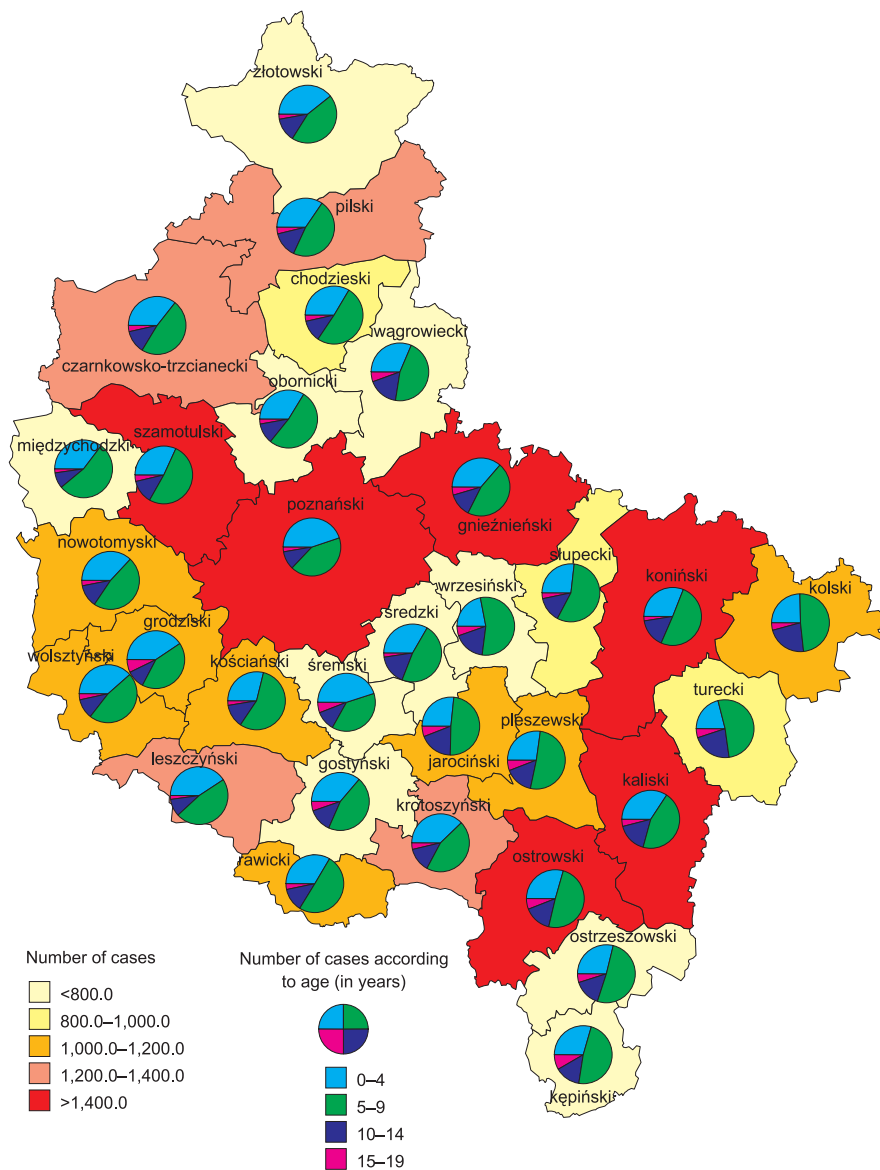 złotowski
pilski
chodzieski
wagrowiecki
czarnkowsko-trzcianecki
obornicki
szamotulski
międzychodzki
poznański
gnieźnieński
nowotomyski
słupecki
wrzesiński
koniński
kolski
średzki
grodziski
wolsztyński
kościański
śremski
turecki
pleszewski
jarociński
leszczyński
gostyński
kaliski
krotoszyński
rawicki
ostrowski
ostrzeszowski
kępiński
Number of cases
<800.0
800.0–1,000.0
1,000.0–1,200.0
1,200.0–1,400.0
>1,400.0
Number of cases according
to age (in years)
0–4
5–9
10–14
15–19